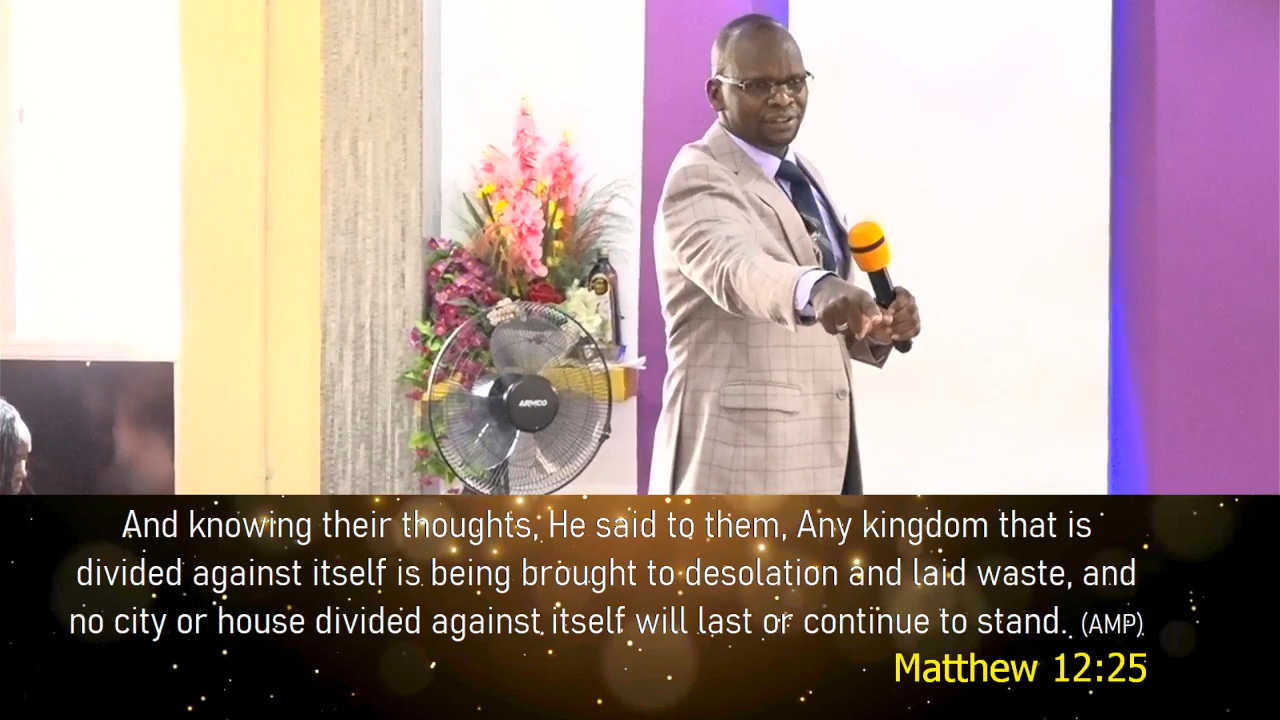 ARMCO
And knowing their thoughts, He said to them, Any kingdom that is
divided against itself is being brought to desolation and laid waste, and
no city or house divided against itself will last or continue to stand. (AMP)
Matthew 12:25